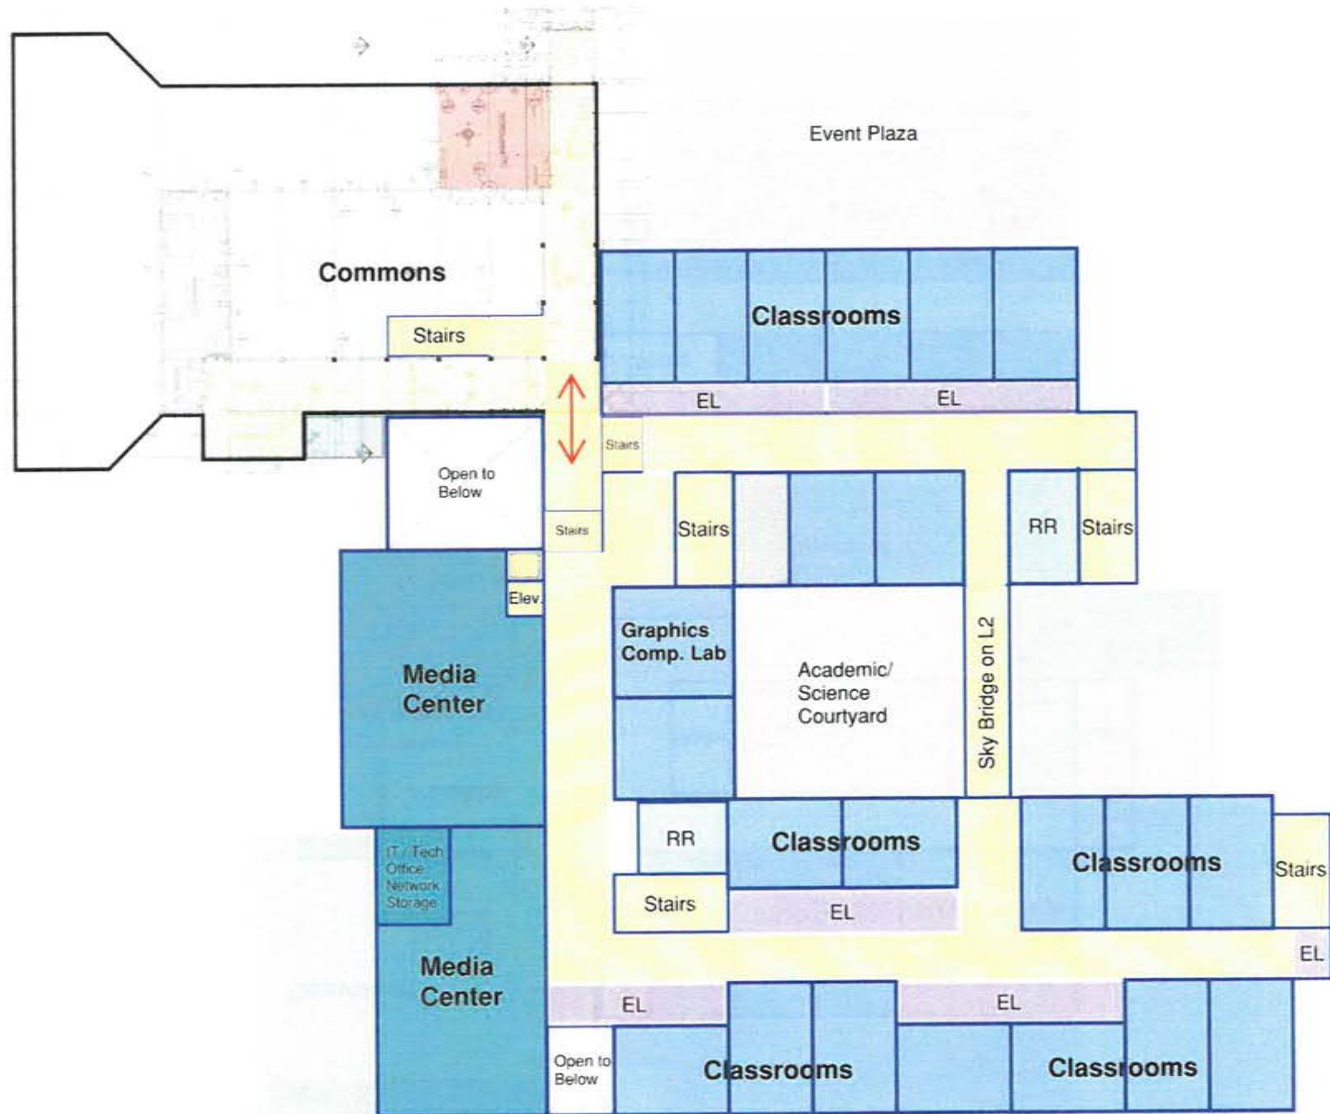 Event Plaza
Commons
Classrooms
Stairs
EL
EL
Stairs
Open to
Below
Stairs
Stairs
RR
Stairs
Elev.
Graphics
Comp. Lab
Media
Center
Academic/
Science
Courtyard
Sky Bridge on L2
RR
Classrooms
Classrooms
Stairs
IT / Tech
Office
Network
Storage
Stairs
EL
EL
Media
Center
EL
EL
Open to
Below
Classrooms
Classrooms